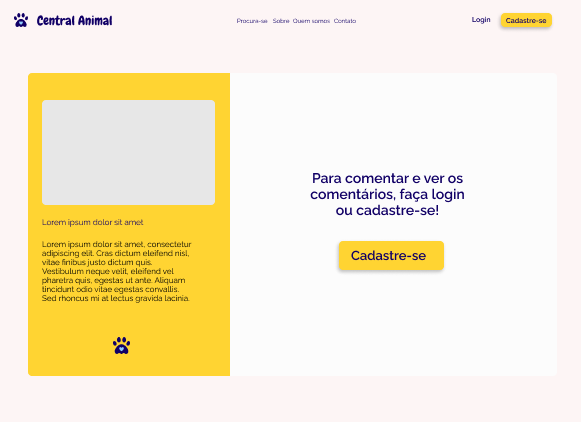 Central Animal
Procura-se Sobre Quem somos Contato
Login
Cadastre-se
Lorem ipsum dolor sit amet
Lorem ipsum dolor sit amet, consectetur
adipiscing elit. Cras dictum eleifend nisl,
vitae finibus justo dictum quis.
Vestibulum neque velit, eleifend vel
pharetra quis, egestas ut ante. Aliquam
tincidunt odio vitae egestas convallis.
Sed rhoncus mi at lectus gravida lacinia.
Para comentar e ver os
comentários, faça login
ou cadastre-se!
Cadastre-se